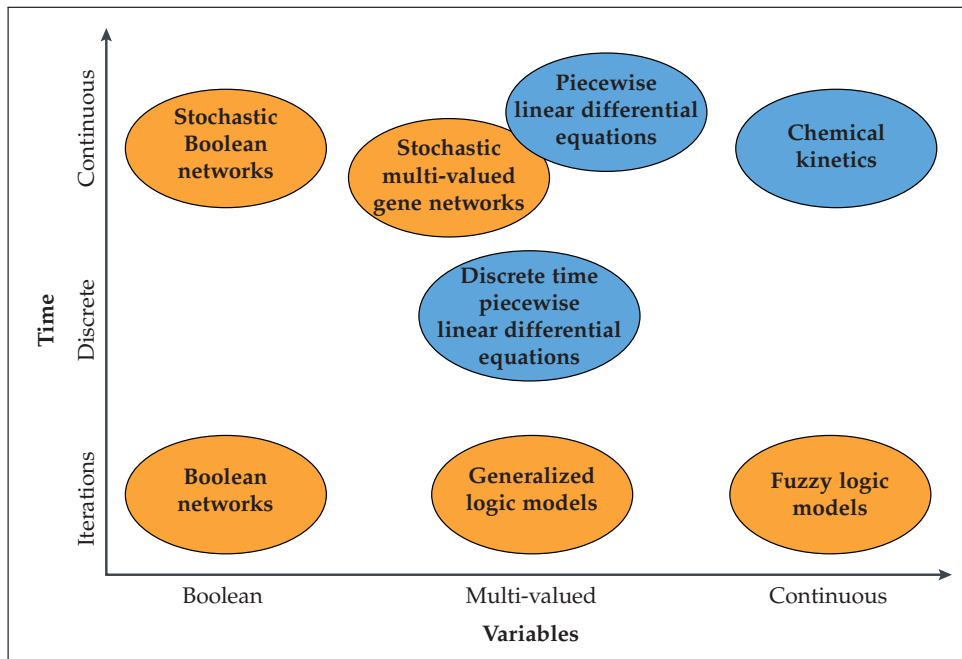 Time
Continuous
Discrete
Iterations
Stochastic
Boolean
networks
Stochastic
multi-valued
gene networks
Piecewise
linear differential
equations
Chemical
kinetics
Discrete time
piecewise
linear differential
equations
Boolean
networks
Generalized
logic models
Fuzzy logic
models
Boolean
Multi-valued
Continuous
Variables